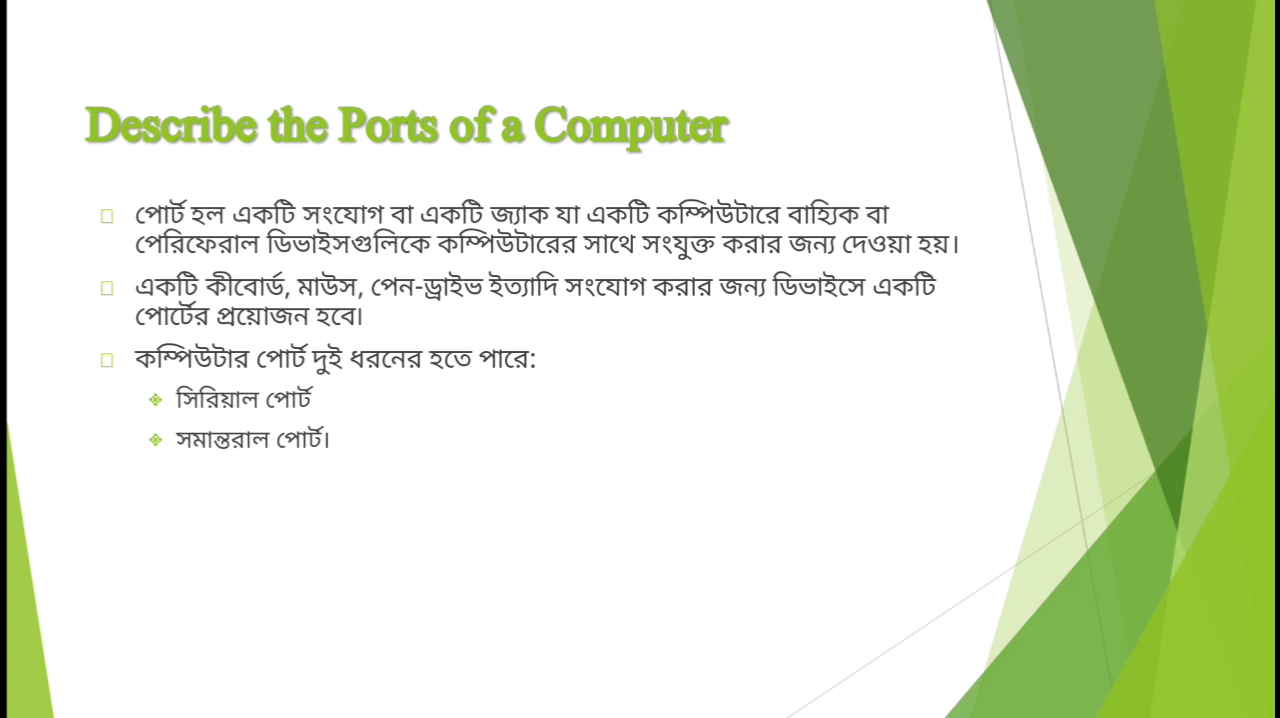 Describe the Ports of a Computer
পোর্ট হল একটি সংযোগ বা একটি জ্যাক যা একটি কম্পিউটারে বাহ্যিক বা
পেরিফেরাল ডিভাইসগুলিকে কম্পিউটারের সাথে সংযুক্ত করার জন্য দেওয়া হয়।
একটি কীবোর্ড, মাউস, পেন-ড্রাইভ ইত্যাদি সংযোগ করার জন্য ডিভাইসে একটি
পোর্টের প্রয়োজন হবে।
কম্পিউটার পোর্ট দুই ধরনের হতে পারে:
সিরিয়াল পোর্ট
সমান্তরাল পোর্ট।